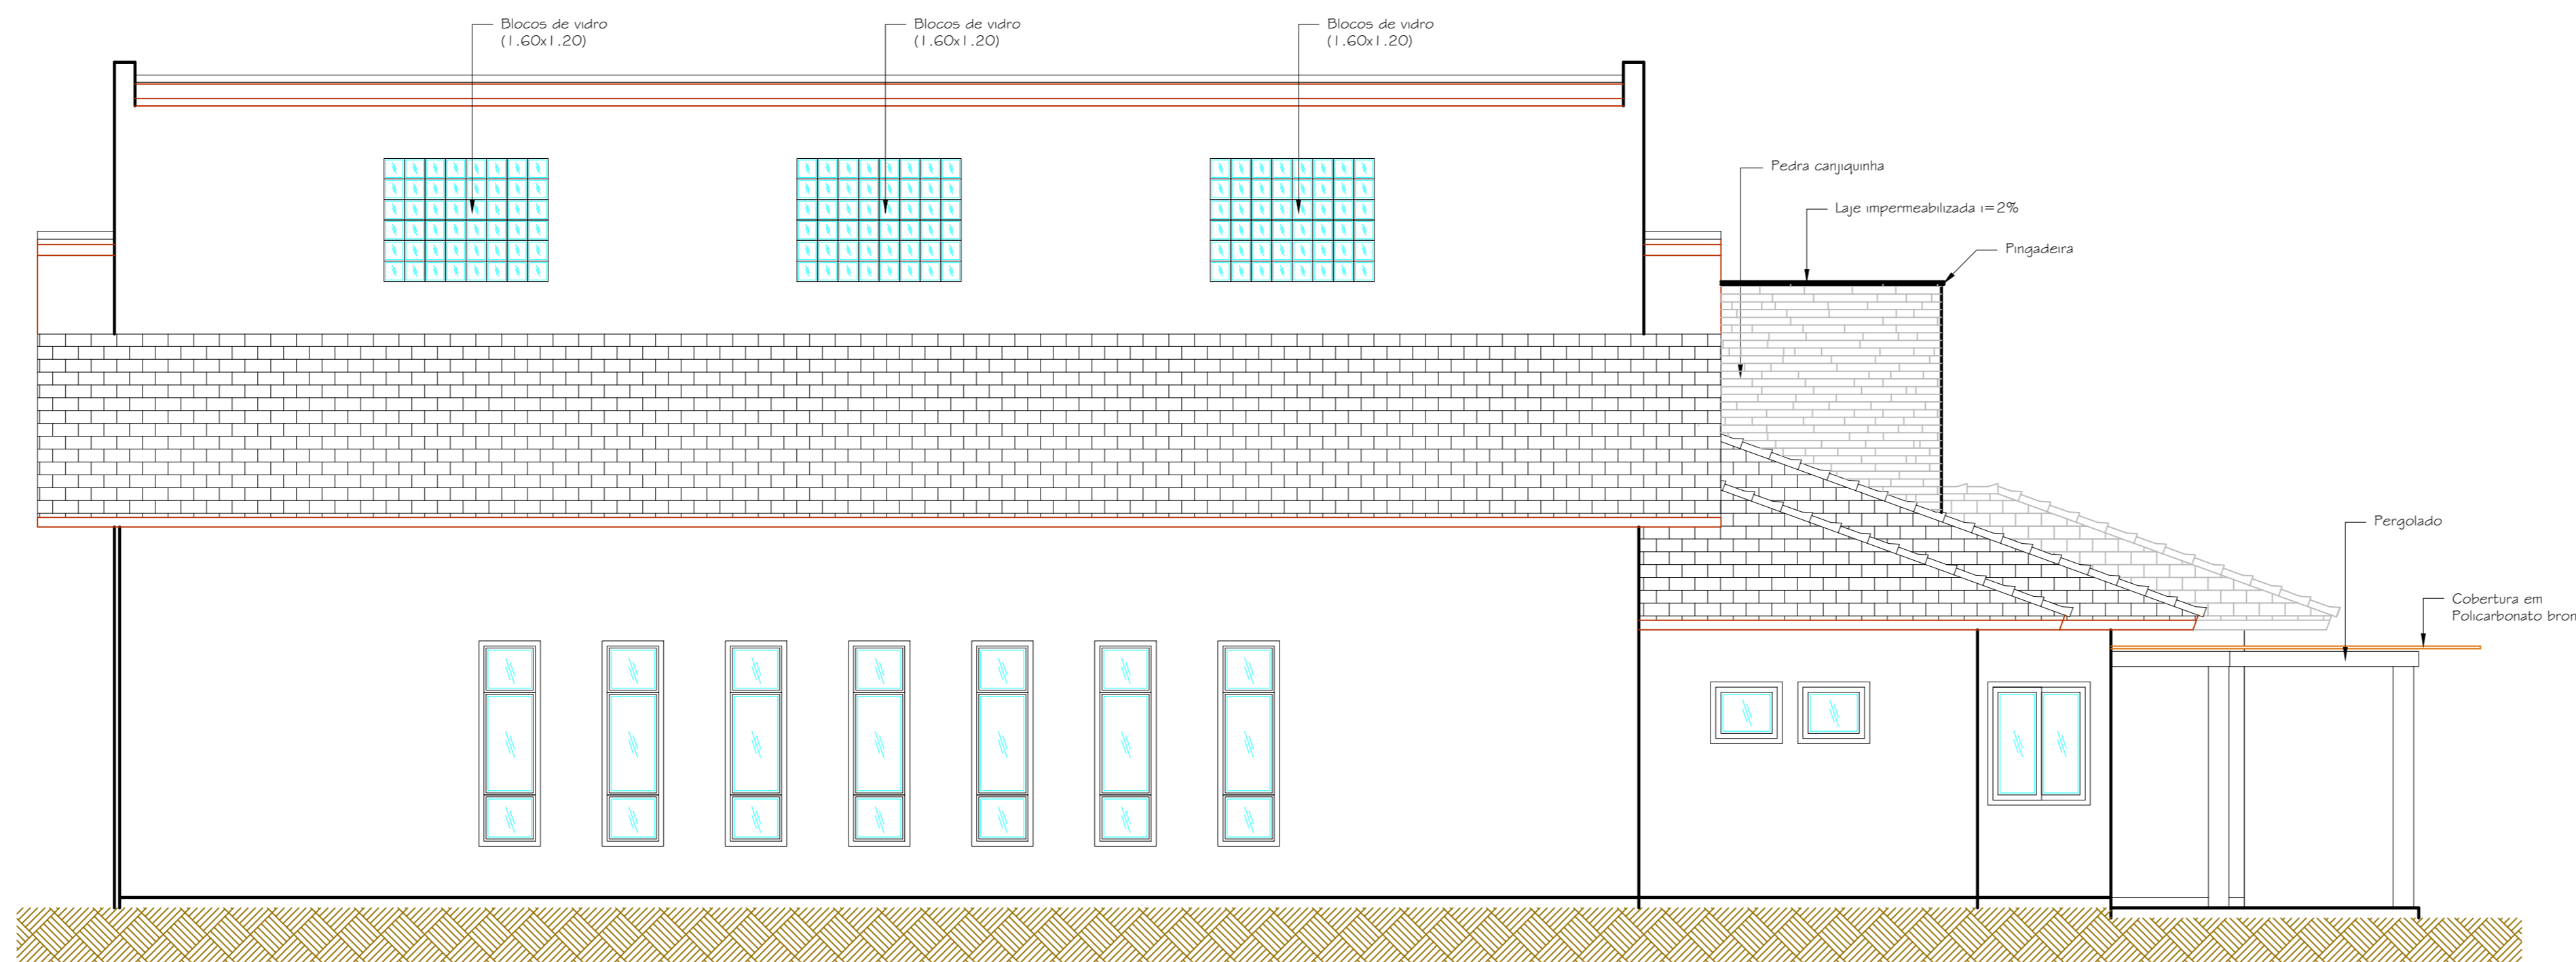 Blocos de vidro
(1.60x1.20)
Blocos de vidro
(1.60x1.20)
Blocos de vidro
(1.60x1.20)
Pedra canjiquinha
Laje impermeabilizada i=2%
Pingadeira
Pergolado
Cobertura em
Policarbonato bron